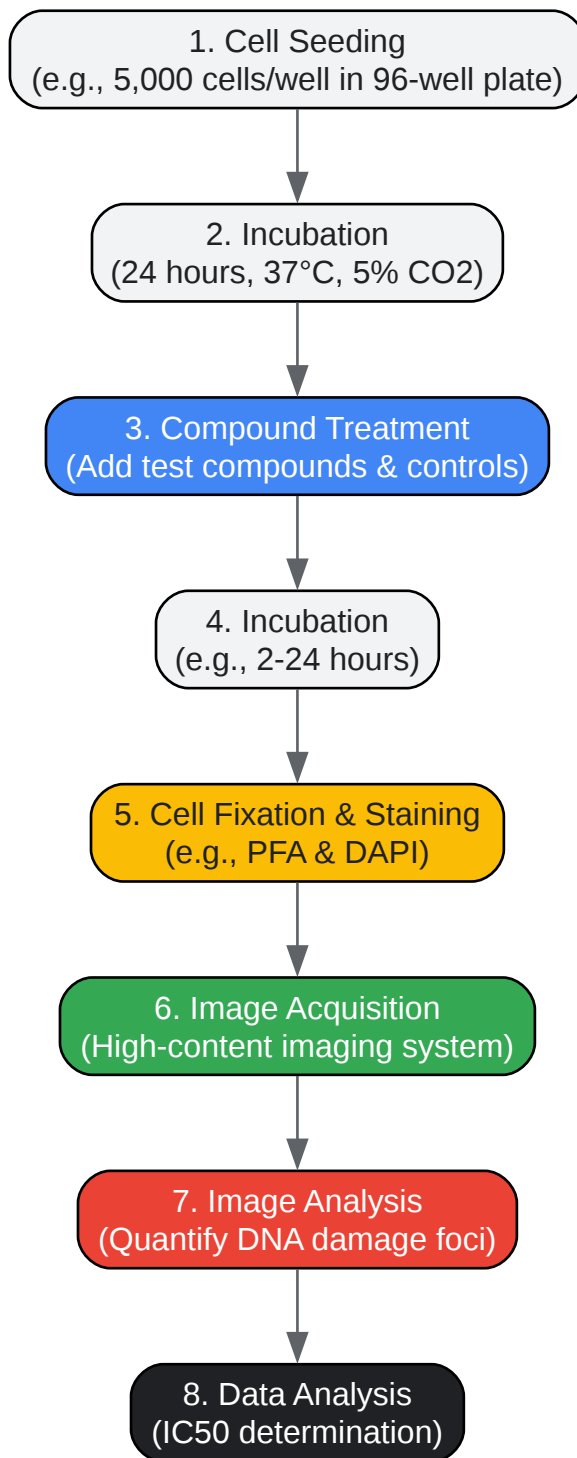 1. Cell Seeding
(e.g., 5,000 cells/well in 96-well plate)
2. Incubation
(24 hours, 37°C, 5% CO2)
3. Compound Treatment
(Add test compounds & controls)
4. Incubation
(e.g., 2-24 hours)
5. Cell Fixation & Staining
(e.g., PFA & DAPI)
6. Image Acquisition
(High-content imaging system)
7. Image Analysis
(Quantify DNA damage foci)
8. Data Analysis
(IC50 determination)